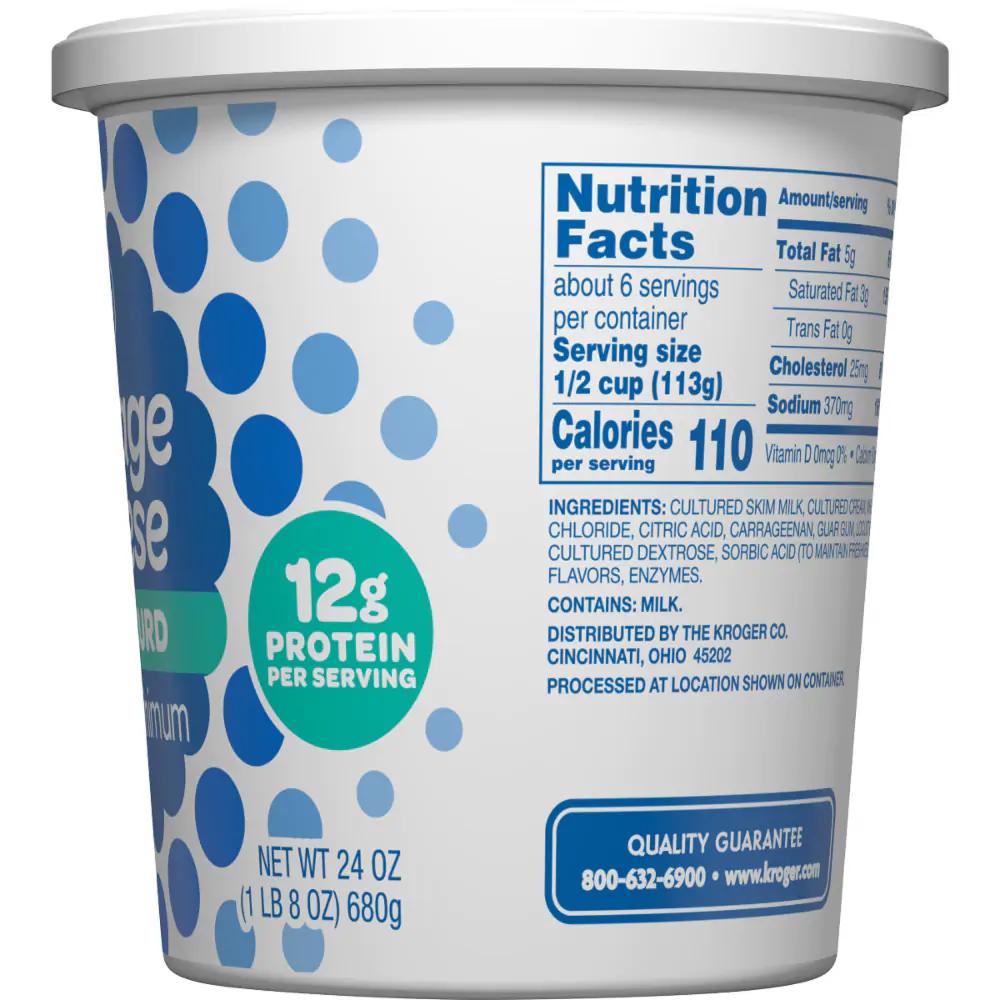 12g
PROTEIN
PER SERVING
NET WT 24 OZ
(1 LB 8 OZ) 680g
Nutrition
Facts
about 6 servings
per container
Serving size
1/2 cup (113g)
Calories
per serving
110
Amount/serving
Total Fat 5g
Saturated Fat 3g
Trans Fat 0g
Cholesterol 25mg
Sodium 370mg
Vitamin D 0mcg 0% •
INGREDIENTS: CULTURED SKIM MILK, CULTURED CREAM,
CHLORIDE, CITRIC ACID, CARRAGEENAN, GUAR GUM,
CULTURED DEXTROSE, SORBIC ACID (TO MAINTAIN
FLAVORS, ENZYMES.
CONTAINS: MILK.
DISTRIBUTED BY THE KROGER CO.
CINCINNATI, OHIO 45202
PROCESSED AT LOCATION SHOWN ON CONTAINER.
QUALITY GUARANTEE
800-632-6900 • www.kroger.com